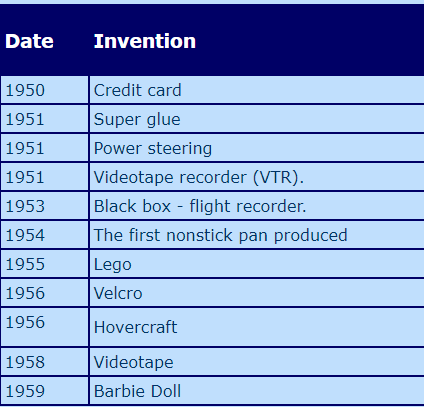 Date Invention
1950 Credit card
1951 Super glue
1951 Power steering
1951 Videotape recorder (VTR).
1953 Black box - flight recorder.
1954 The first nonstick pan produced
1955 Lego
1956 Velcro
1956 Hovercraft
1958 Videotape
1959 Barbie Doll